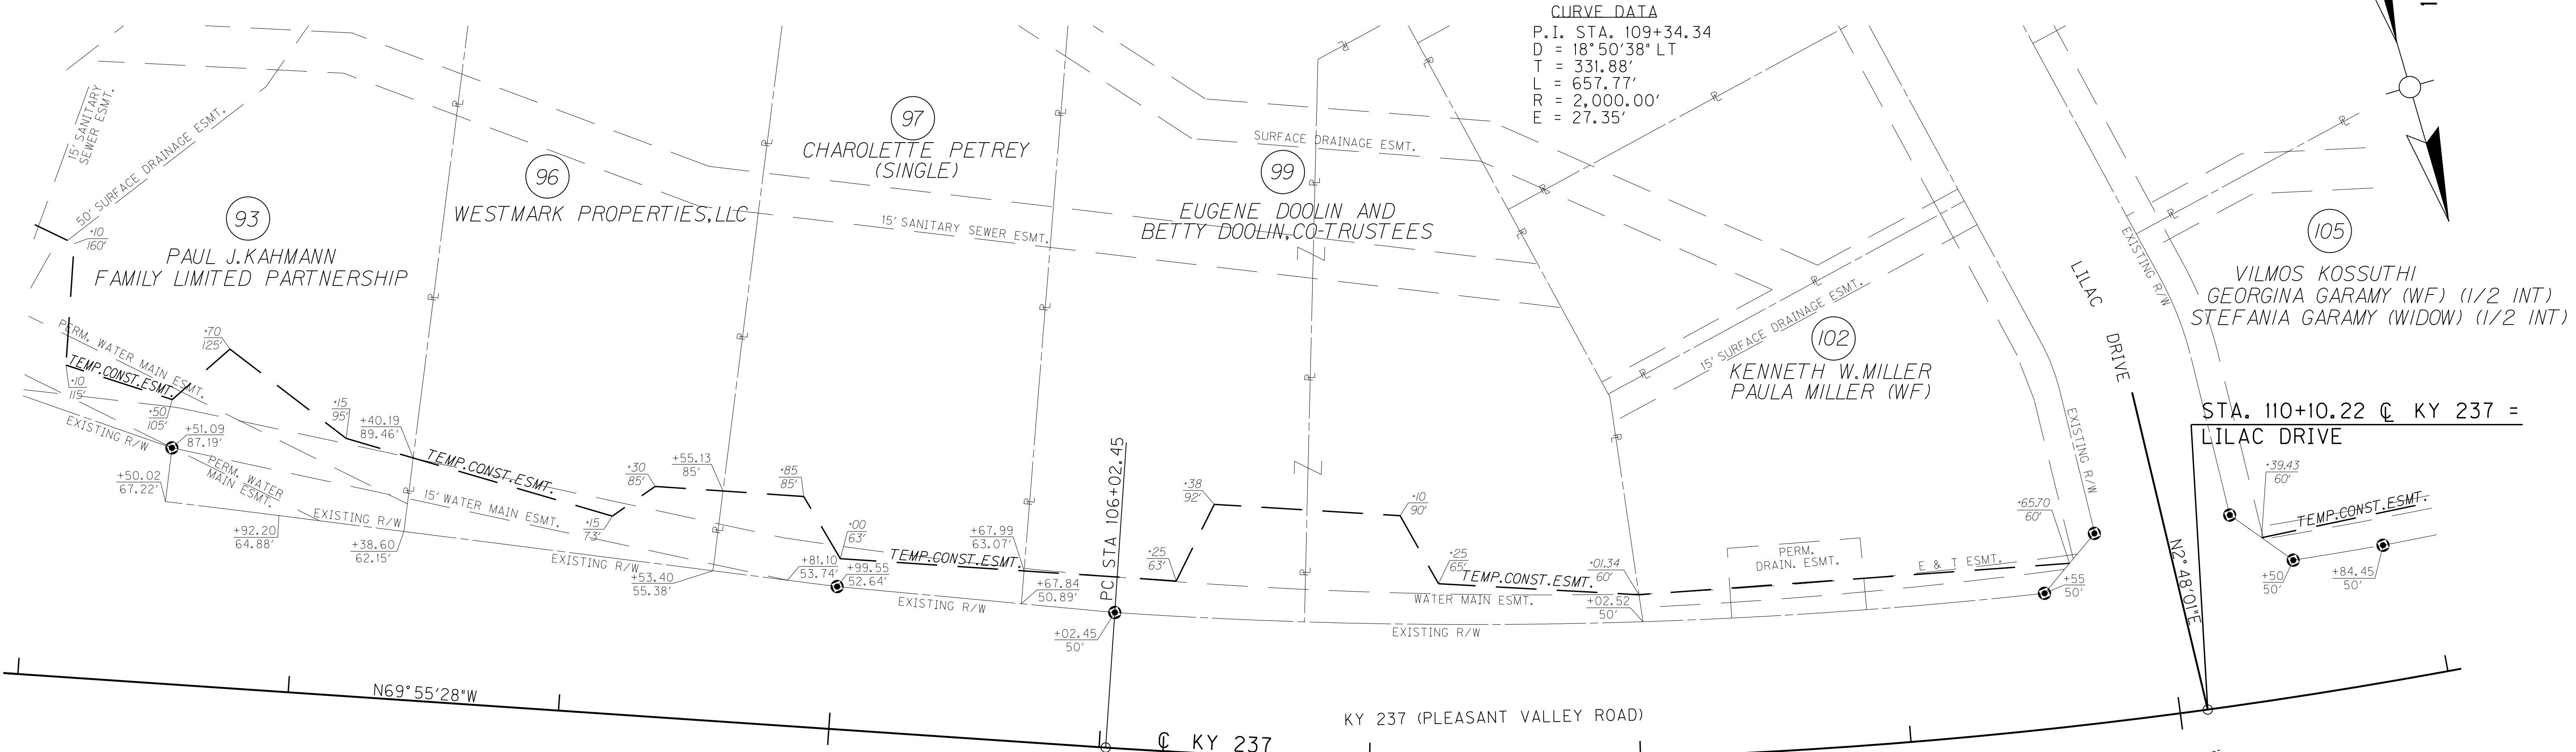 CURVE DATA
P.I. STA. 109+34.34
D = 18°50'38" LT
T = 331.88'
L = 657.77'
R = 2,000.00'
E = 27.35'
15' SANITARY
SEWER ESMT.
50' SURFACE DRAINAGE ESMT.
+10
160'
93
PAUL J.KAHMANN
FAMILY LIMITED PARTNERSHIP
96
WESTMARK PROPERTIES,LLC
97
CHAROLETTE PETREY
(SINGLE)
15' SANITARY SEWER ESMT.
SURFACE DRAINAGE ESMT.
99
EUGENE DOOLIN AND
BETTY DOOLIN,CO-TRUSTEES
15' SURFACE DRAINAGE ESMT.
102
KENNETH W.MILLER
PAULA MILLER (WF)
EXISTING R/W
LILAC DRIVE
EXISTING R/W
105
VILMOS KOSSUTHI
GEORGINA GARAMY (WF) (1/2 INT)
STEFANIA GARAMY (WIDOW) (1/2 INT)
STA. 110+10.22 ℄ KY 237 =
LILAC DRIVE
PERM. WATER MAIN ESMT.
TEMP.CONST.ESMT.
+10
115'
+70
125'
+50
105'
EXISTING R/W
+51.09
87.19'
+50.02
67.22'
PERM. WATER
MAIN ESMT.
+92.20
64.88'
EXISTING R/W
+15
95'
+40.19
89.46'
TEMP.CONST.ESMT.
15' WATER MAIN ESMT.
+38.60
62.15'
+15
73'
+30
85'
+55.13
85'
EXISTING R/W
+53.40
55.38'
+85
85'
+00
63'
+81.10
53.74'
+99.55
52.64'
TEMP.CONST.ESMT.
+67.99
63.07'
+67.84
50.89'
EXISTING R/W
PC STA 106+02.45
+02.45
50'
+25
63'
+38
92'
+10
90'
+25
65'
TEMP.CONST.ESMT.
WATER MAIN ESMT.
EXISTING R/W
+01.34
60'
+02.52
50'
PERM.
DRAIN. ESMT.
E & T ESMT.
+65.70
60'
+55
50'
N2°48'01"E
+39.43
60'
TEMP.CONST.ESMT.
+50
50'
+84.45
50'
N69°55'28"W
℄ KY 237
KY 237 (PLEASANT VALLEY ROAD)